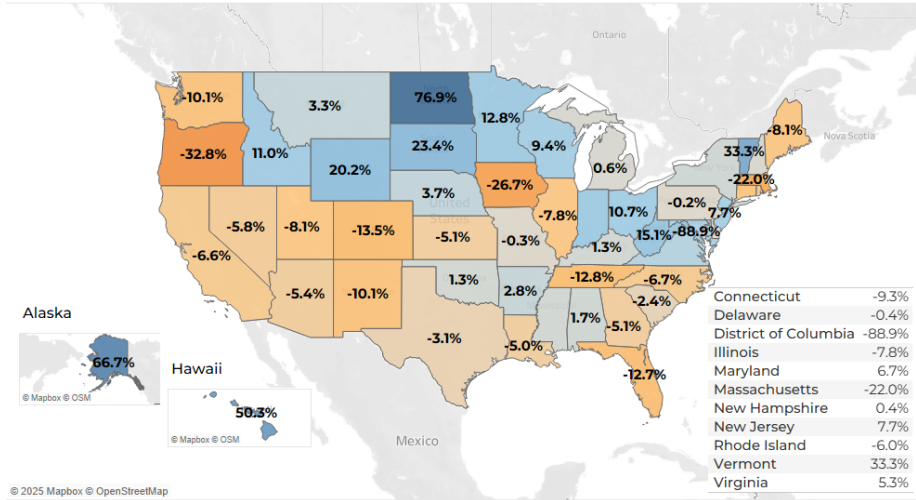 Ontario
Nova Scotia
-10.1%
3.3%
76.9%
12.8%
-8.1%
-32.8%
11.0%
20.2%
23.4%
9.4%
0.6%
33.3%
-22.0%
-5.8%
-8.1%
-13.5%
3.7%
United
States
-26.7%
-7.8%
10.7%
-0.2%
7.7%
-6.6%
-5.1%
-0.3%
1.3%
15.1%
-88.9%
-5.4%
-10.1%
1.3%
2.8%
-12.8%
-6.7%
-2.4%
-3.1%
-5.0%
1.7%
-5.1%
-12.7%
Alaska
66.7%
© Mapbox © OSM
Hawaii
50.3%
© Mapbox © OSM
Mexico
Connecticut -9.3%
Delaware -0.4%
District of Columbia -88.9%
Illinois -7.8%
Maryland 6.7%
Massachusetts -22.0%
New Hampshire 0.4%
New Jersey 7.7%
Rhode Island -6.0%
Vermont 33.3%
Virginia 5.3%
© 2025 Mapbox © OpenStreetMap